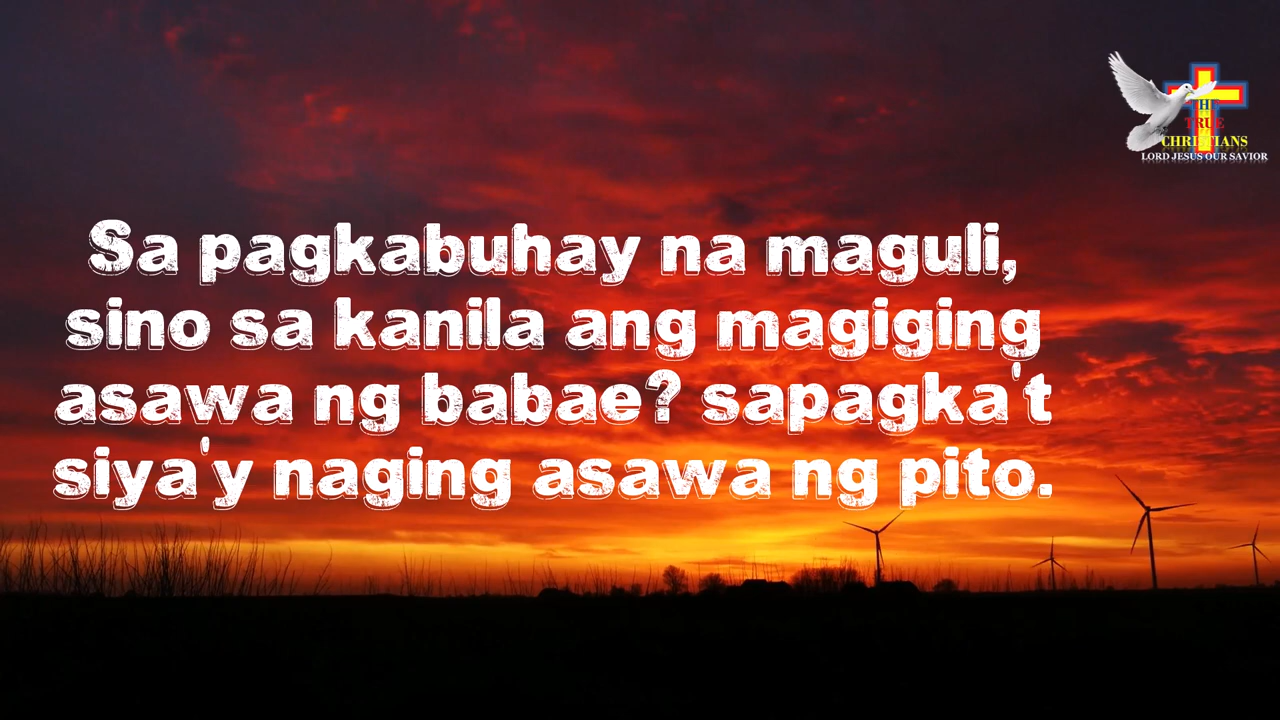 THE
TRUE
CHRISTIANS
LORD JESUS OUR SAVIOR
Sa pagkabuhay na maguli,
sino sa kanila ang magiging
asawa ng babae? sapagka't
siya'y naging asawa ng pito.